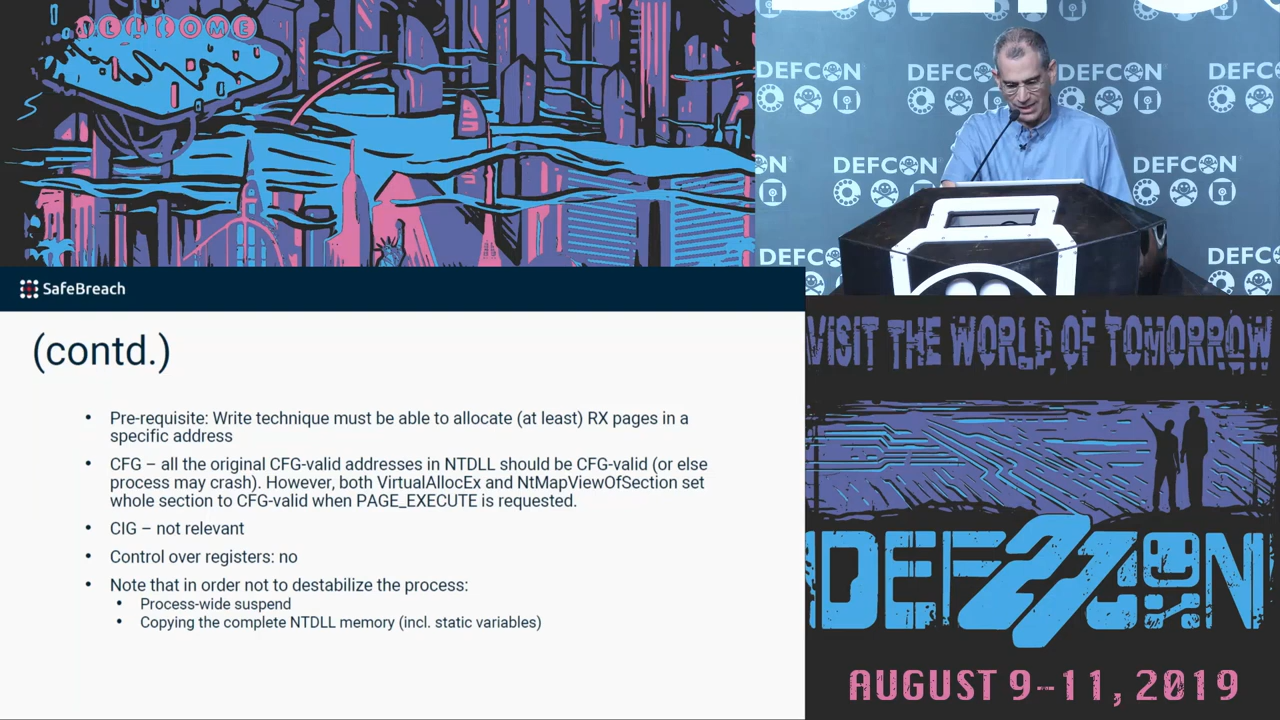 WELCOME
DEFCON DEFCON DEFCON DEFCON
DEFCON DEFCON
DEFCON DEFCON
SafeBreach
(contd.)
• Pre-requisite: Write technique must be able to allocate (at least) RX pages in a
specific address
• CFG – all the original CFG-valid addresses in NTDLL should be CFG-valid (or else
process may crash). However, both VirtualAllocEx and NtMapViewOfSection set
whole section to CFG-valid when PAGE_EXECUTE is requested.
• CIG – not relevant
• Control over registers: no
• Note that in order not to destabilize the process:
• Process-wide suspend
• Copying the complete NTDLL memory (incl. static variables)
VISIT THE WORLD OF TOMORROW
DEF27CON
AUGUST 9-11, 2019